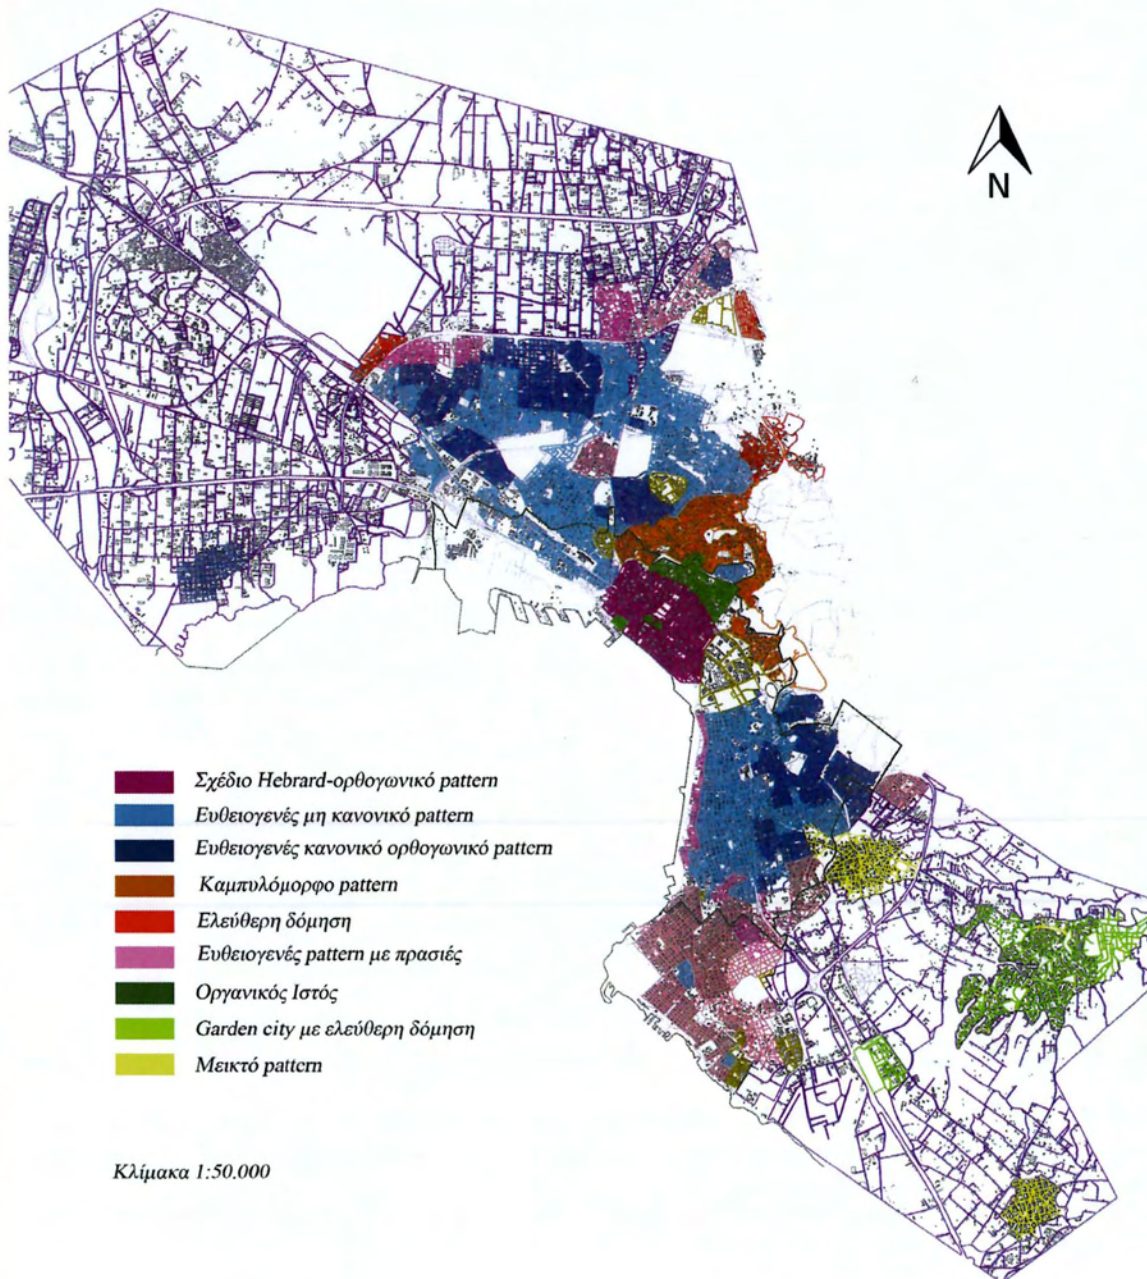 N
Σχέδιο Hebrard-ορθογωνικό pattern
Ευθειογενές μη κανονικό pattern
Ευθειογενές κανονικό ορθογωνικό pattern
Καμπυλόμορφο pattern
Ελεύθερη δόμηση
Ευθειογενές pattern με πρασιές
Οργανικός Ιστός
Garden city με ελεύθερη δόμηση
Μεικτό pattern
Κλίμακα 1:50.000